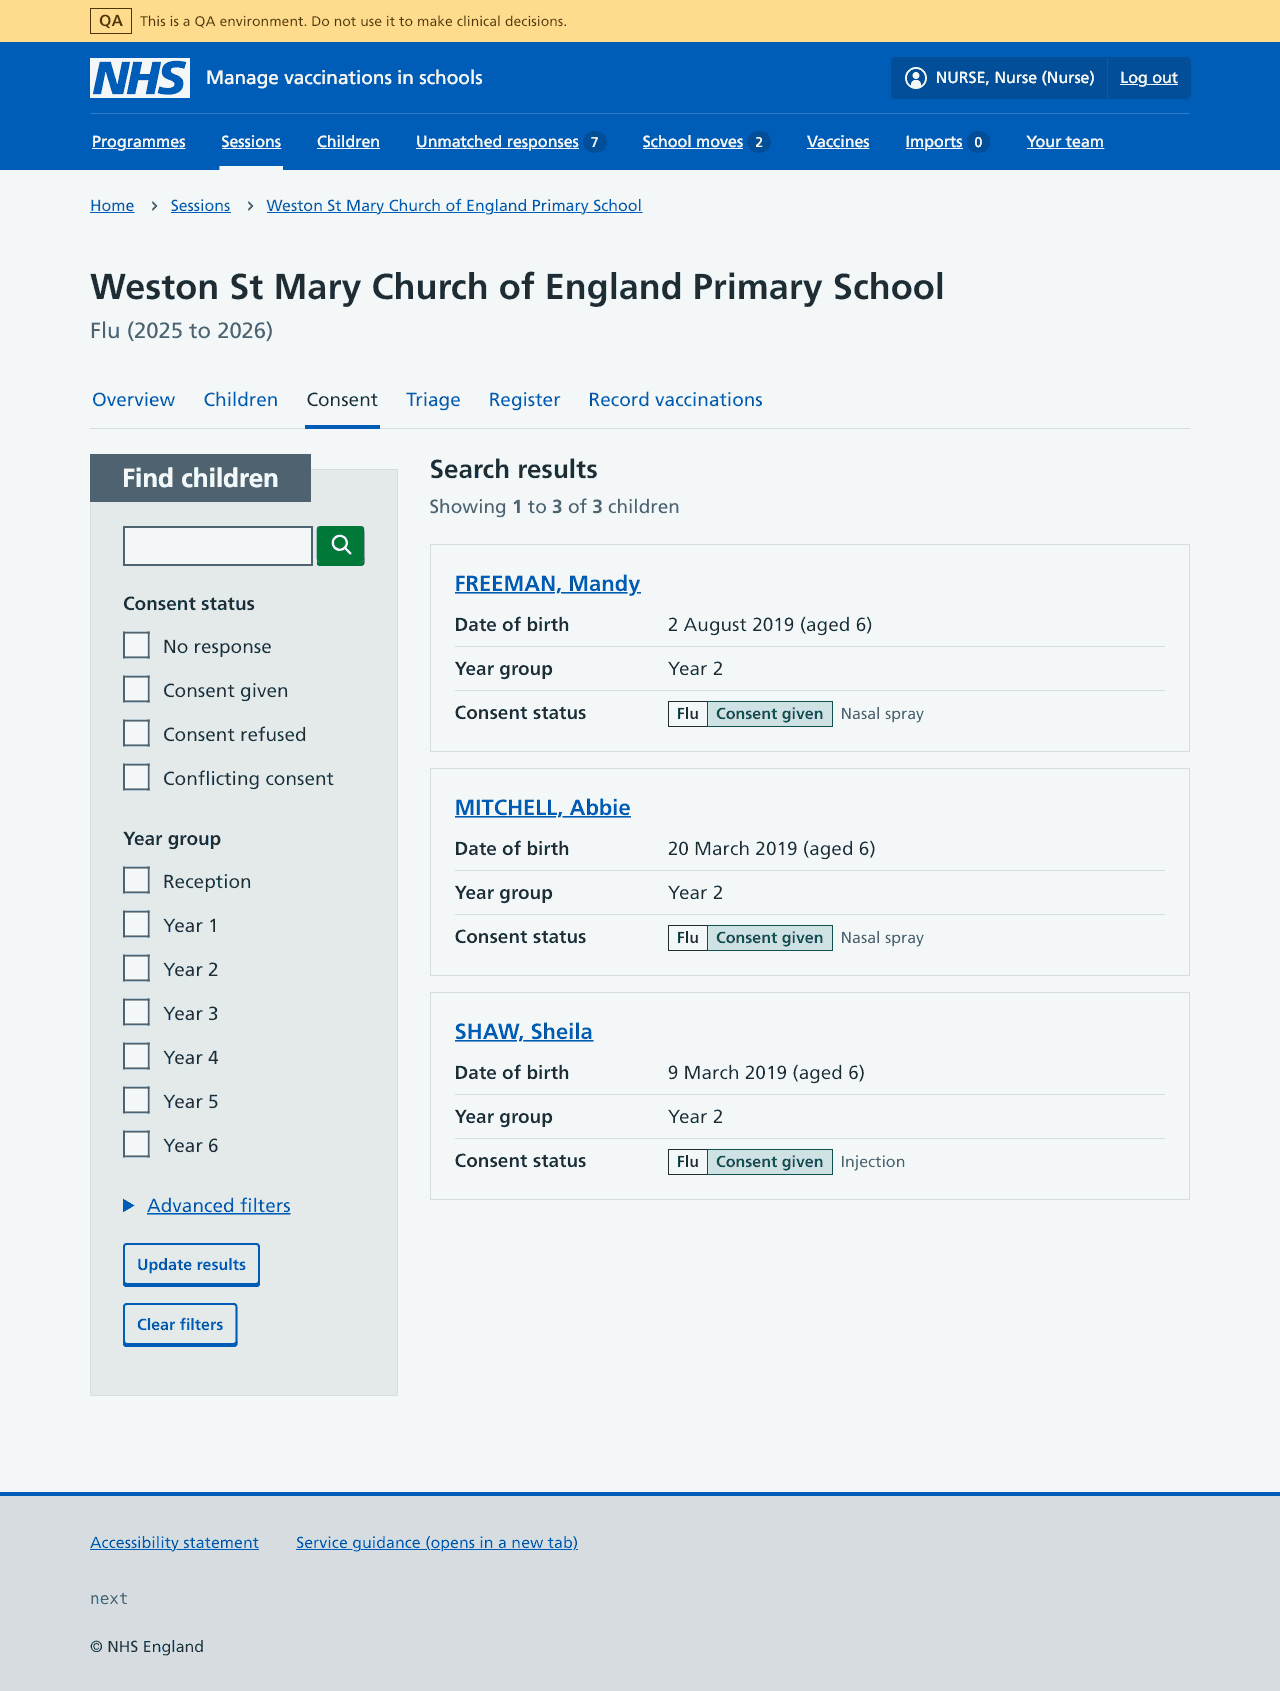 QA This is a QA environment. Do not use it to make clinical decisions.
NHS Manage vaccinations in schools NURSE, Nurse (Nurse) Log out
Programmes Sessions Children Unmatched responses 7 School moves 2 Vaccines Imports 0 Your team
Home Sessions Weston St Mary Church of England Primary School
Weston St Mary Church of England Primary School
Flu (2025 to 2026)
Overview Children Consent Triage Register Record vaccinations
Find children
Consent status
No response
Consent given
Consent refused
Conflicting consent
Year group
Reception
Year 1
Year 2
Year 3
Year 4
Year 5
Year 6
Advanced filters
Update results
Clear filters
Search results
Showing 1 to 3 of 3 children
FREEMAN, Mandy
Date of birth 2 August 2019 (aged 6)
Year group Year 2
Consent status Flu Consent given Nasal spray
MITCHELL, Abbie
Date of birth 20 March 2019 (aged 6)
Year group Year 2
Consent status Flu Consent given Nasal spray
SHAW, Sheila
Date of birth 9 March 2019 (aged 6)
Year group Year 2
Consent status Flu Consent given Injection
Accessibility statement Service guidance (opens in a new tab)
next
© NHS England